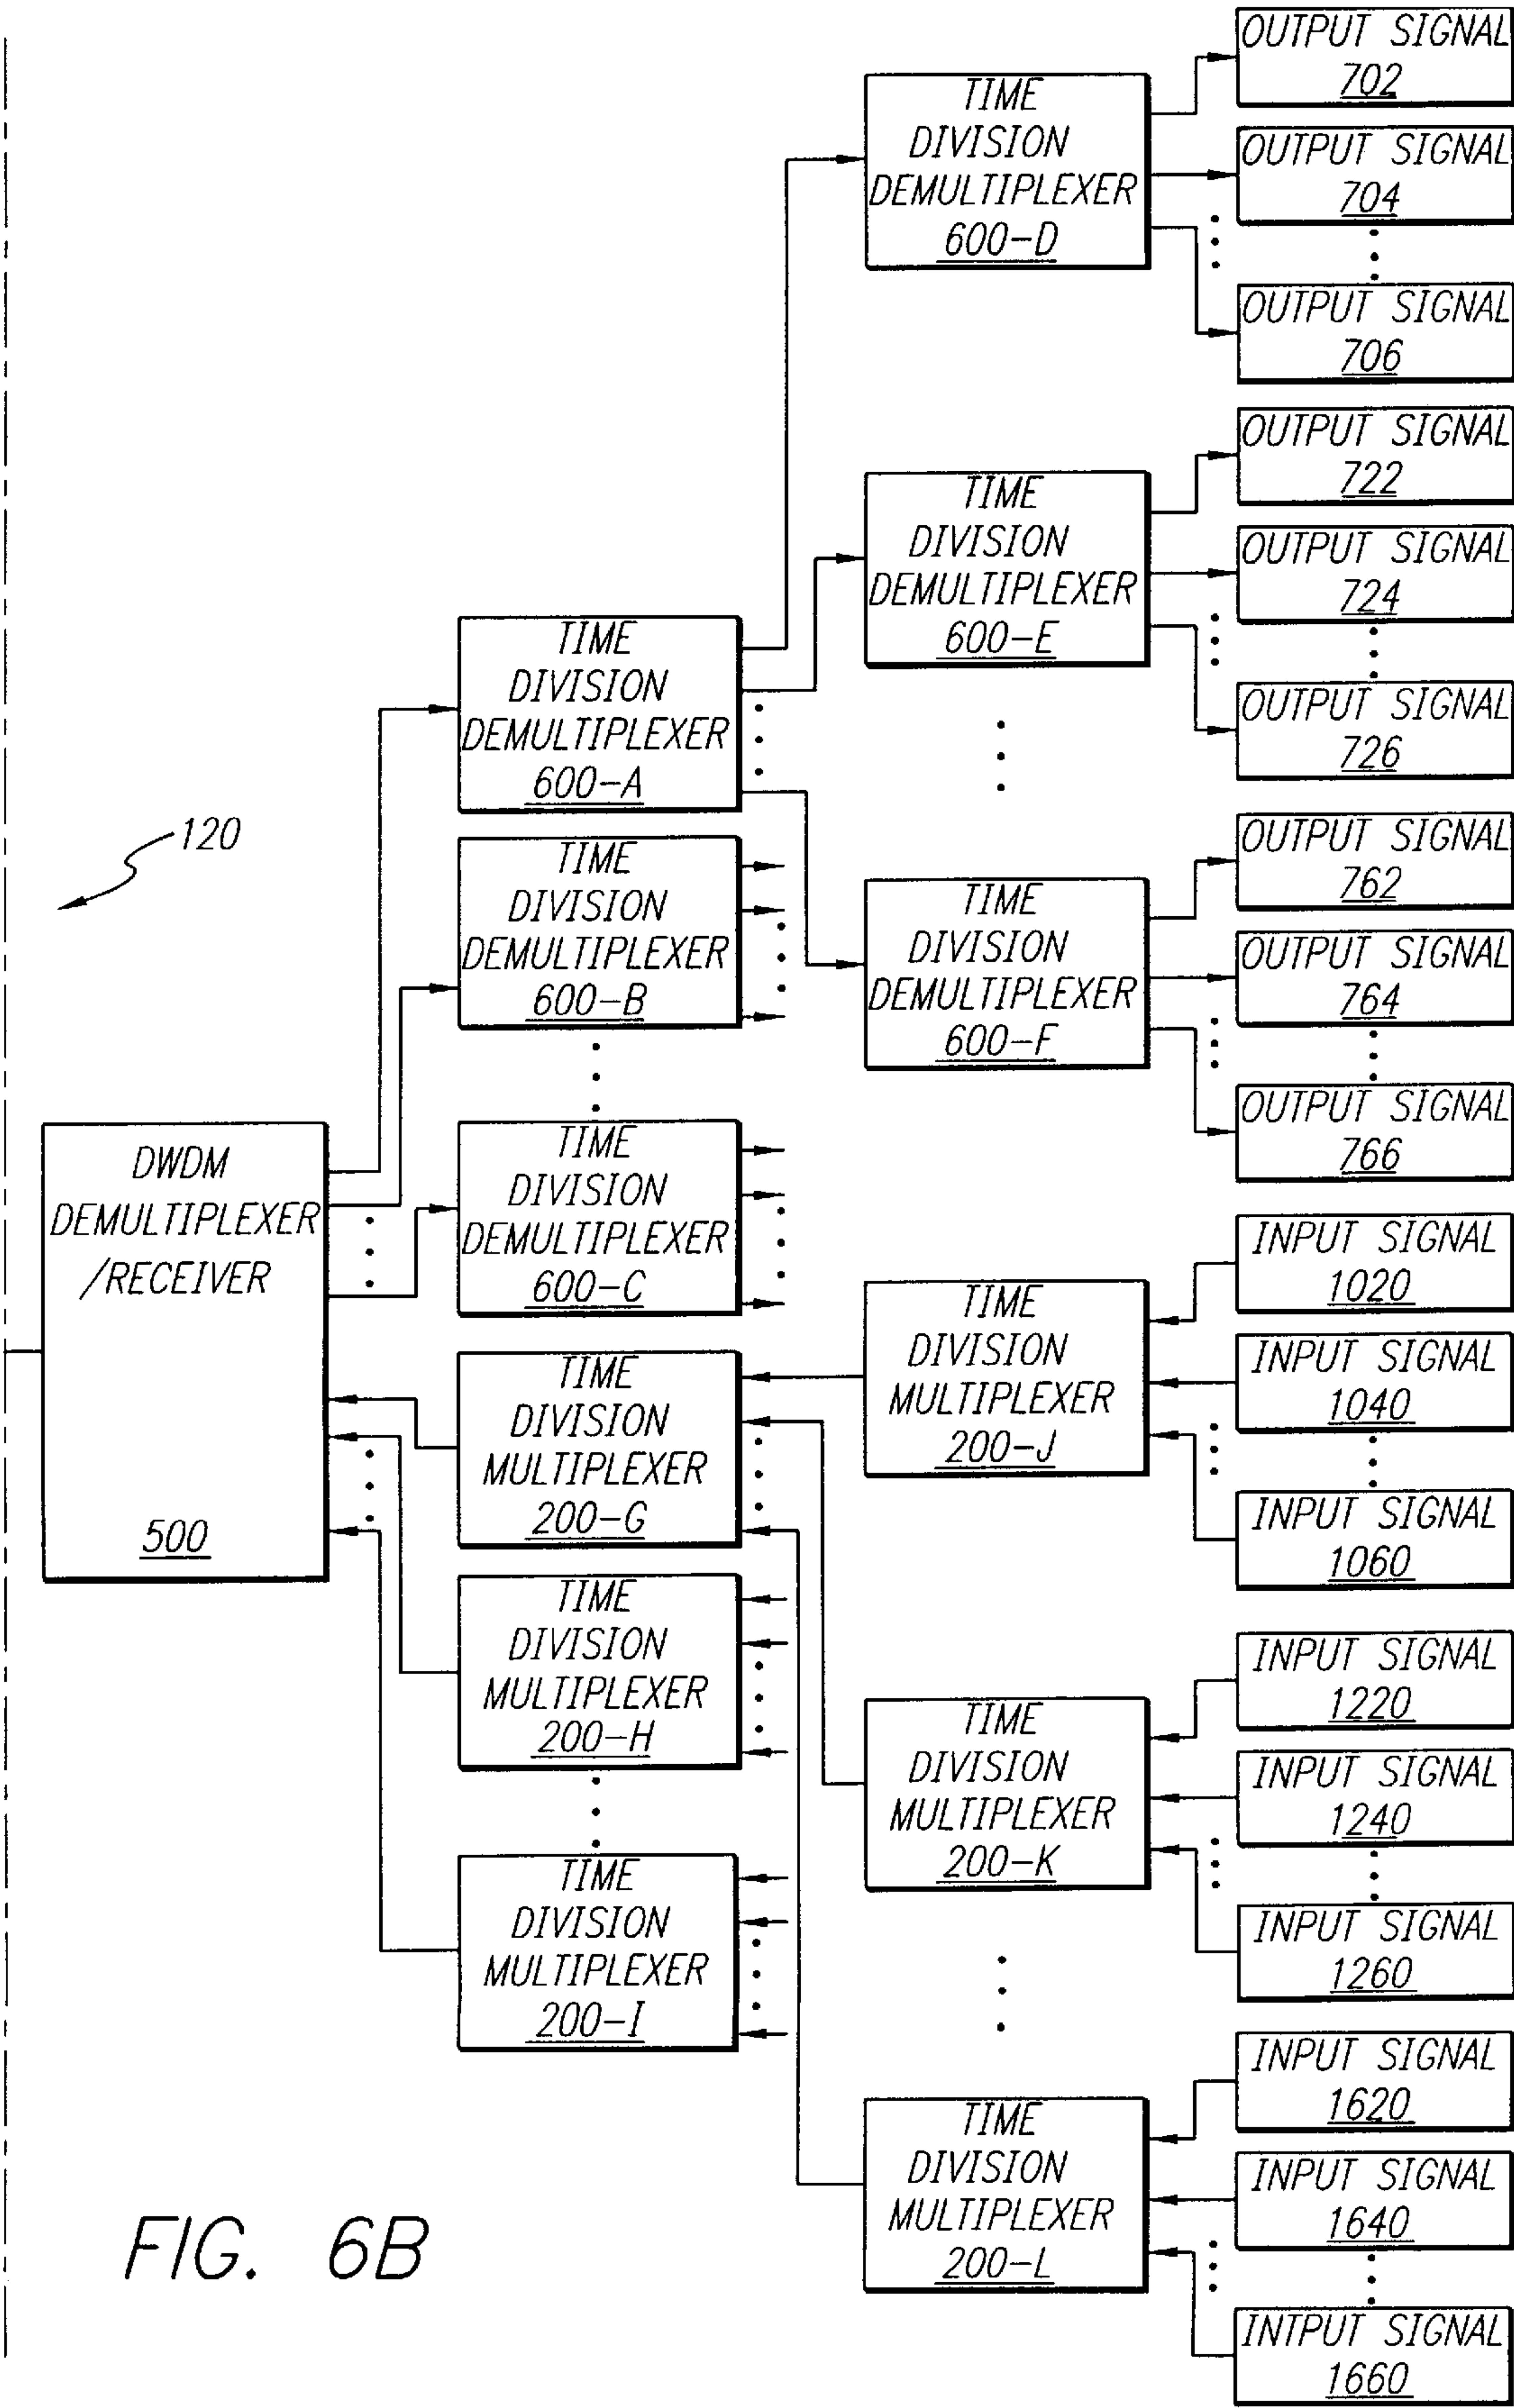 OUTPUT SIGNAL
702
TIME
DIVISION
DEMULTIPLEXER
600-D
OUTPUT SIGNAL
704
OUTPUT SIGNAL
706
OUTPUT SIGNAL
722
TIME
DIVISION
DEMULTIPLEXER
600-E
OUTPUT SIGNAL
724
OUTPUT SIGNAL
726
TIME
DIVISION
DEMULTIPLEXER
600-A
120
TIME
DIVISION
DEMULTIPLEXER
600-B
OUTPUT SIGNAL
762
TIME
DIVISION
DEMULTIPLEXER
600-F
OUTPUT SIGNAL
764
OUTPUT SIGNAL
766
DWDM
DEMULTIPLEXER
/RECEIVER
500
TIME
DIVISION
DEMULTIPLEXER
600-C
INPUT SIGNAL
1020
TIME
DIVISION
MULTIPLEXER
200-J
INPUT SIGNAL
1040
INPUT SIGNAL
1060
TIME
DIVISION
MULTIPLEXER
200-G
TIME
DIVISION
MULTIPLEXER
200-H
INPUT SIGNAL
1220
TIME
DIVISION
MULTIPLEXER
200-K
INPUT SIGNAL
1240
INPUT SIGNAL
1260
TIME
DIVISION
MULTIPLEXER
200-I
INPUT SIGNAL
1620
TIME
DIVISION
MULTIPLEXER
200-L
INPUT SIGNAL
1640
INTPUT SIGNAL
1660
FIG. 6B